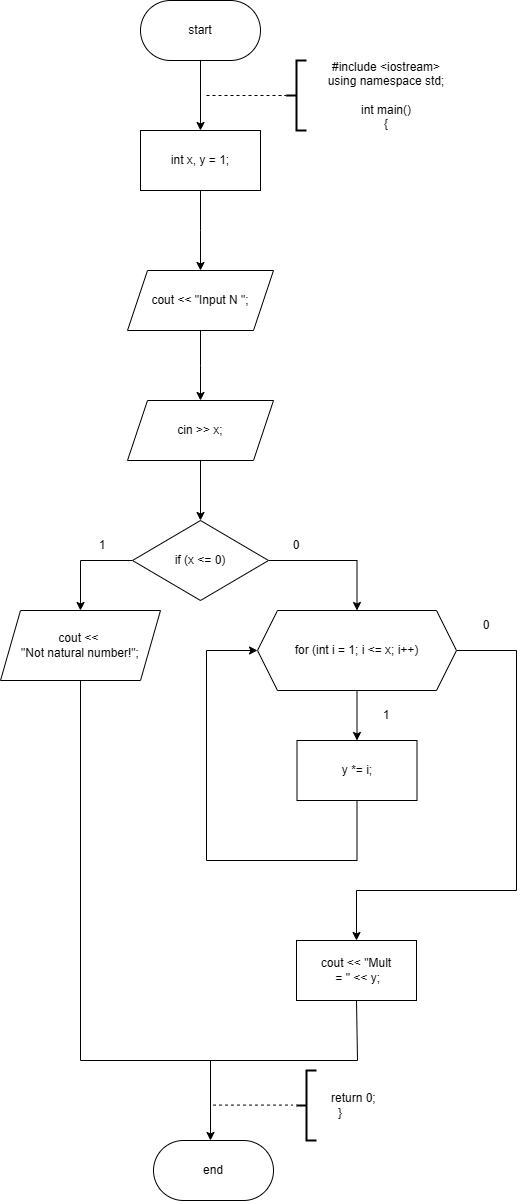 start
#include <iostream>
using namespace std;
int main()
{
int x, y = 1;
cout << "Input N ";
cin >> x;
if (x <= 0)
1
0
cout <<
"Not natural number!";
for (int i = 1; i <= x; i++)
0
1
y *= i;
cout << "Mult
= " << y;
return 0;
}
end